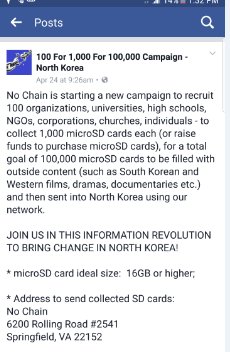 14% 1:32 PM
Posts
100 For 1,000 For 100,000 Campaign -
North Korea
Apr 24 at 9:26am •
No Chain is starting a new campaign to recruit
100 organizations, universities, high schools,
NGOs, corporations, churches, individuals - to
collect 1,000 microSD cards each (or raise
funds to purchase microSD cards), for a total
goal of 100,000 microSD cards to be filled with
outside content (such as South Korean and
Western films, dramas, documentaries etc.)
and then sent into North Korea using our
network.
JOIN US IN THIS INFORMATION REVOLUTION
TO BRING CHANGE IN NORTH KOREA!
* microSD card ideal size: 16GB or higher;
* Address to send collected SD cards:
No Chain
6200 Rolling Road #2541
Springfield, VA 22152